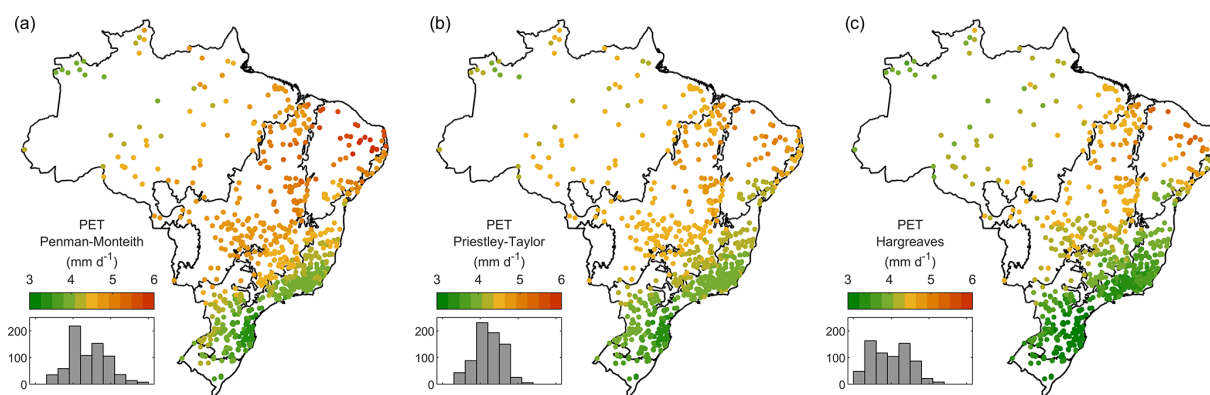 (a)
PET
Penman-Monteith
(mm d⁻¹)
3 4 5 6
200
100
0
(b)
PET
Priestley-Taylor
(mm d⁻¹)
3 4 5 6
200
100
0
(c)
PET
Hargreaves
(mm d⁻¹)
3 4 5 6
200
100
0